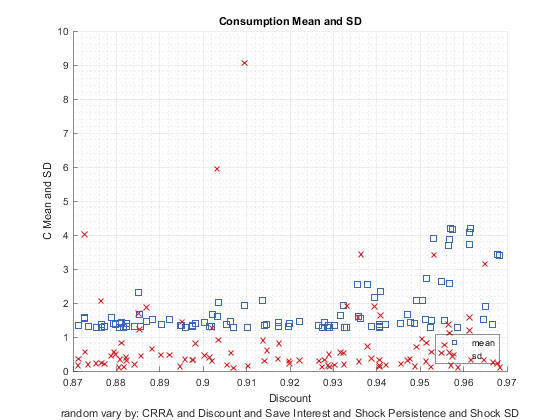 Consumption Mean and SD
C Mean and SD
10
9
8
7
6
5
4
3
2
1
0
0.87 0.88 0.89 0.9 0.91 0.92 0.93 0.94 0.95 0.96 0.97
mean
sd
Discount
random vary by: CRRA and Discount and Save Interest and Shock Persistence and Shock SD